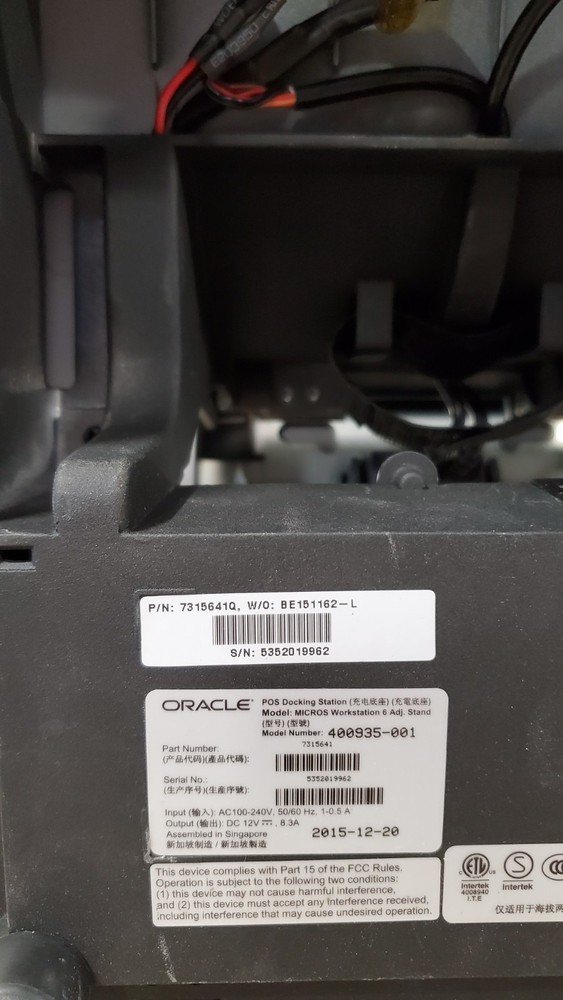 P/N: 7315641Q, W/O: BE151162-L
S/N: 5352019962
ORACLE
POS Docking Station (充电底座) (充電底座)
Model: MICROS Workstation 6 Adj. Stand
(型号) (型號)
Model Number: 400935-001
Part Number: 7315641
(产品代码)(產品代碼):
Serial No.: 5352019962
(生产序号)(生產序號):
Input (输入): AC100-240V, 50/60 Hz, 1-0.5 A
Output (输出): DC 12V ⎓, 8.3A
Assembled in Singapore 2015-12-20
新加坡制造 / 新加坡製造
This device complies with Part 15 of the FCC Rules.
Operation is subject to the following two conditions:
(1) this device may not cause harmful interference,
and (2) this device must accept any interference received,
including interference that may cause undesired operation.
ETL
Intertek
4008940
I.T.E
S
Intertek
仅适用于海拔